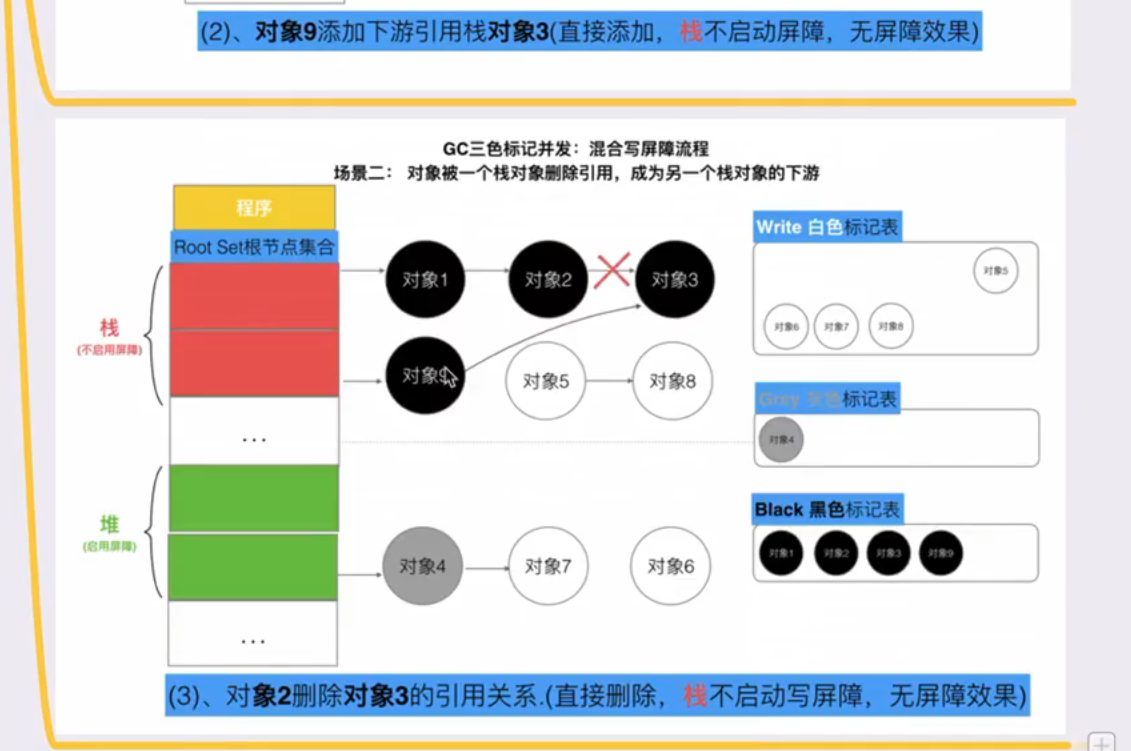 (2)、对象9添加下游引用栈对象3(直接添加，栈不启动屏障，无屏障效果)
GC三色标记并发：混合写屏障流程
场景二： 对象被一个栈对象删除引用，成为另一个栈对象的下游
程序
Root Set根节点集合
栈
(不启用屏障)
...
堆
(启用屏障)
...
对象1
对象2
对象3
对象9
对象5
对象8
对象4
对象7
对象6
Write 白色标记表
对象5
对象6
对象7
对象8
Grey 灰色标记表
对象4
Black 黑色标记表
对象1
对象2
对象3
对象9
(3)、对象2删除对象3的引用关系.(直接删除，栈不启动写屏障，无屏障效果)